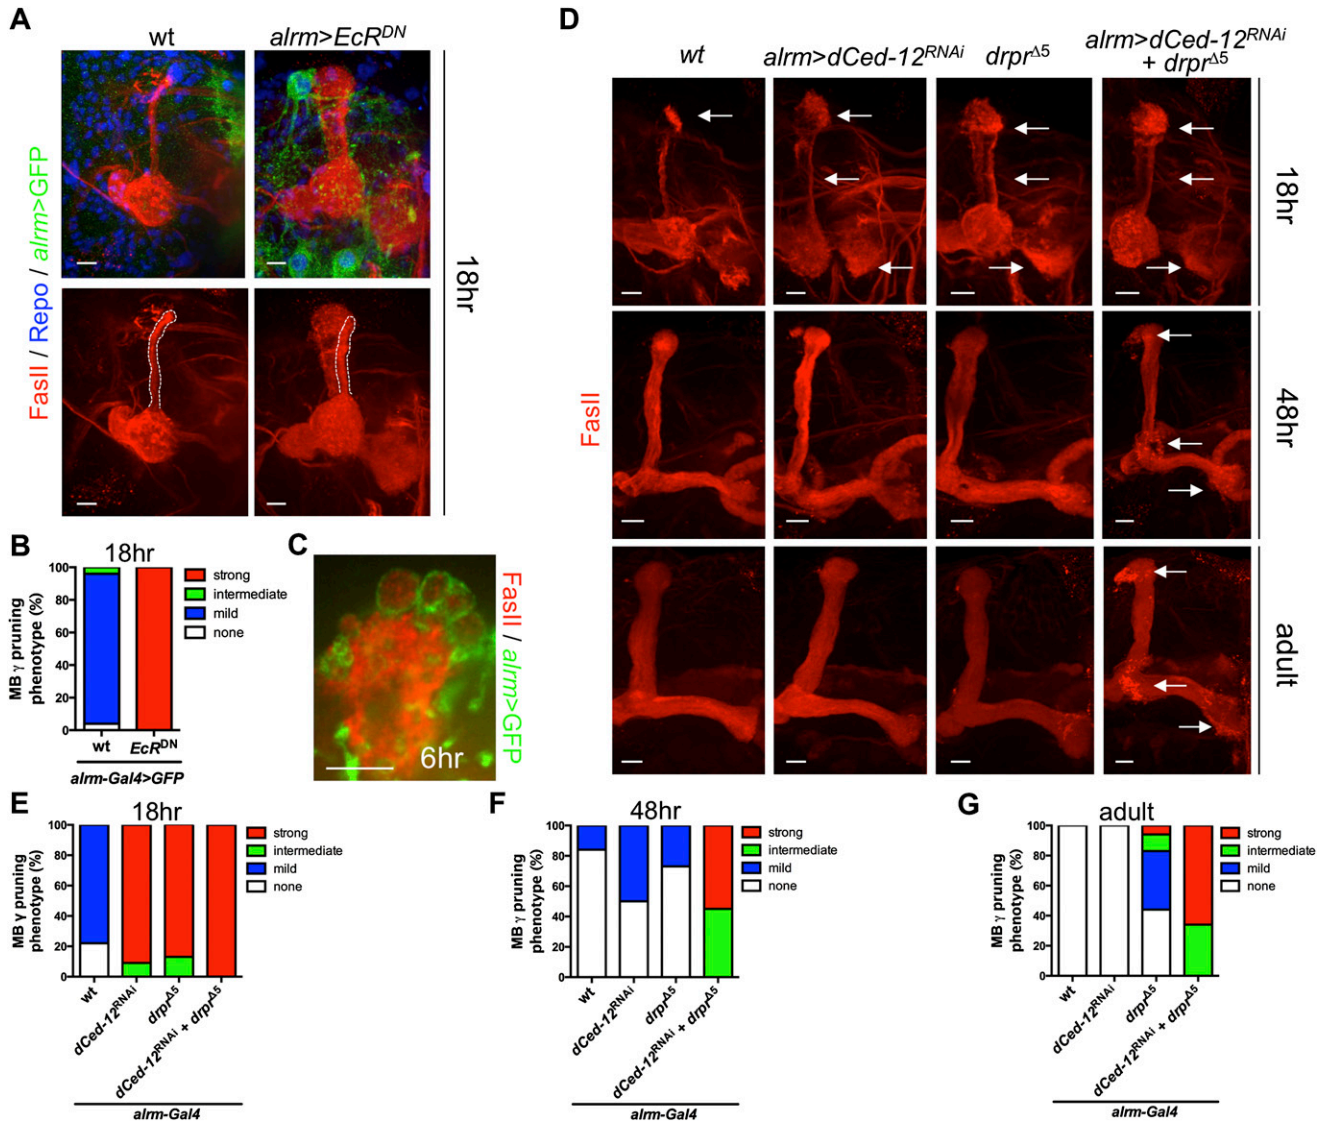 A
wt
alrm>EcR^DN
FasII / Repo / alrm>GFP
18hr
B
18hr
MB γ pruning
phenotype (%)
100
80
60
40
20
0
strong
intermediate
mild
none
wt
EcR^DN
alrm-Gal4>GFP
C
6hr
FasII / alrm>GFP
D
wt
alrm>dCed-12^RNAi
drpr^Δ5
alrm>dCed-12^RNAi
+ drpr^Δ5
FasII
18hr
48hr
adult
E
18hr
MB γ pruning
phenotype (%)
100
80
60
40
20
0
strong
intermediate
mild
none
wt
dCed-12^RNAi
drpr^Δ5
dCed-12^RNAi + drpr^Δ5
alrm-Gal4
F
48hr
MB γ pruning
phenotype (%)
100
80
60
40
20
0
strong
intermediate
mild
none
wt
dCed-12^RNAi
drpr^Δ5
dCed-12^RNAi + drpr^Δ5
alrm-Gal4
G
adult
MB γ pruning
phenotype (%)
100
80
60
40
20
0
strong
intermediate
mild
none
wt
dCed-12^RNAi
drpr^Δ5
dCed-12^RNAi + drpr^Δ5
alrm-Gal4